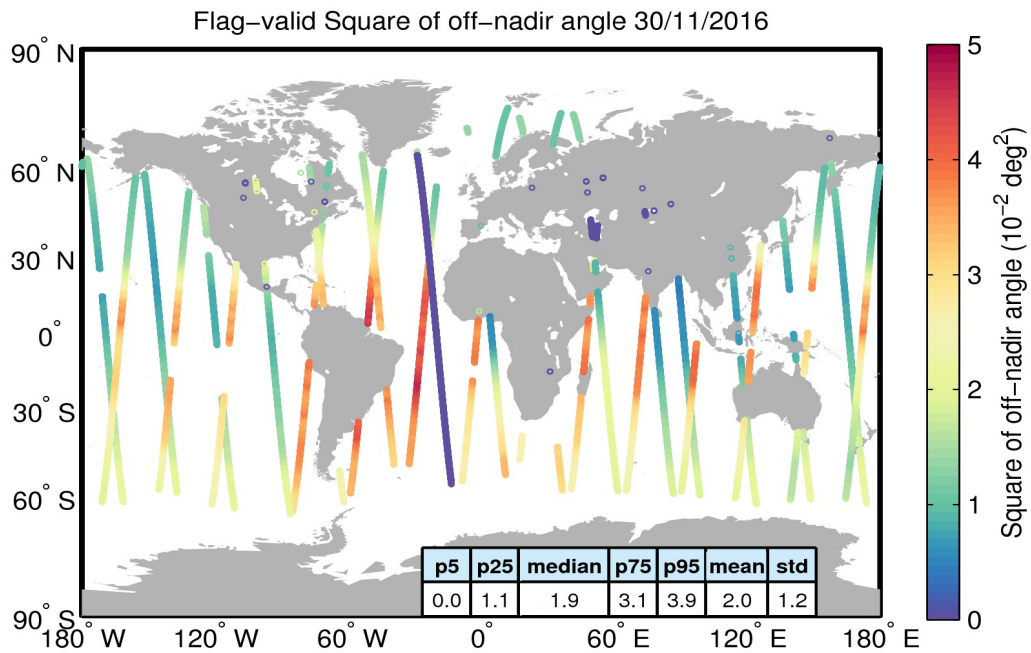 Flag−valid Square of off−nadir angle 30/11/2016
90° N
60° N
30° N
0°
30° S
60° S
90° S
180° W
120° W
60° W
0°
60° E
120° E
180° E
p5 p25 median p75 p95 mean std
0.0 1.1 1.9 3.1 3.9 2.0 1.2
5
4
3
2
1
0
Square of off−nadir angle (10⁻² deg²)